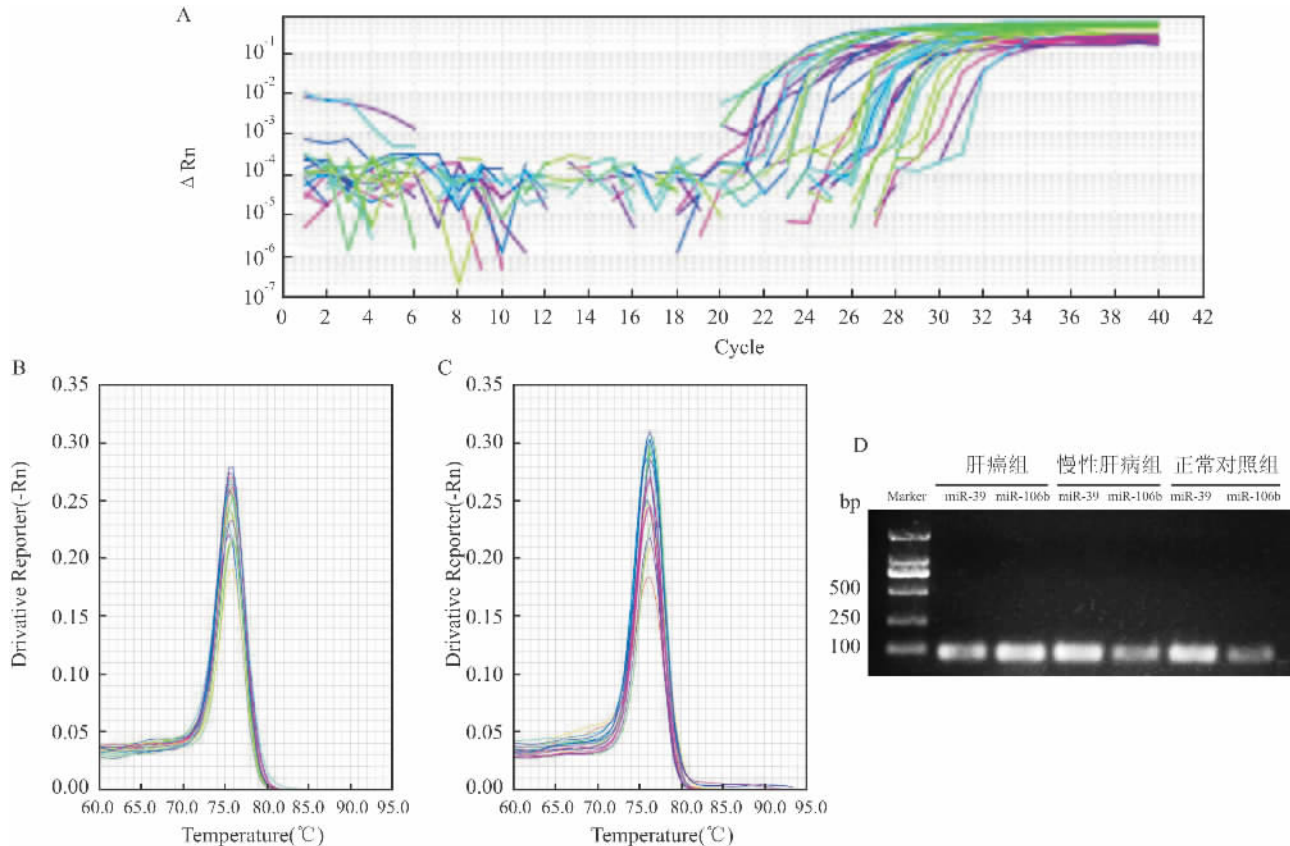 A
10-1
10-2
10-3
10-4
10-5
10-6
10-7
Δ Rn
0 2 4 6 8 10 12 14 16 18 20 22 24 26 28 30 32 34 36 38 40 42
Cycle
B
0.35
0.30
0.25
0.20
0.15
0.10
0.05
0.00
Drivative Reporter(-Rn)
60.0 65.0 70.0 75.0 80.0 85.0 90.0 95.0
Temperature(℃)
C
0.35
0.30
0.25
0.20
0.15
0.10
0.05
0.00
Drivative Reporter(-Rn)
60.0 65.0 70.0 75.0 80.0 85.0 90.0 95.0
Temperature(℃)
D
肝癌组 慢性肝病组 正常对照组
bp Marker miR-39 miR-106b miR-39 miR-106b miR-39 miR-106b
500
250
100